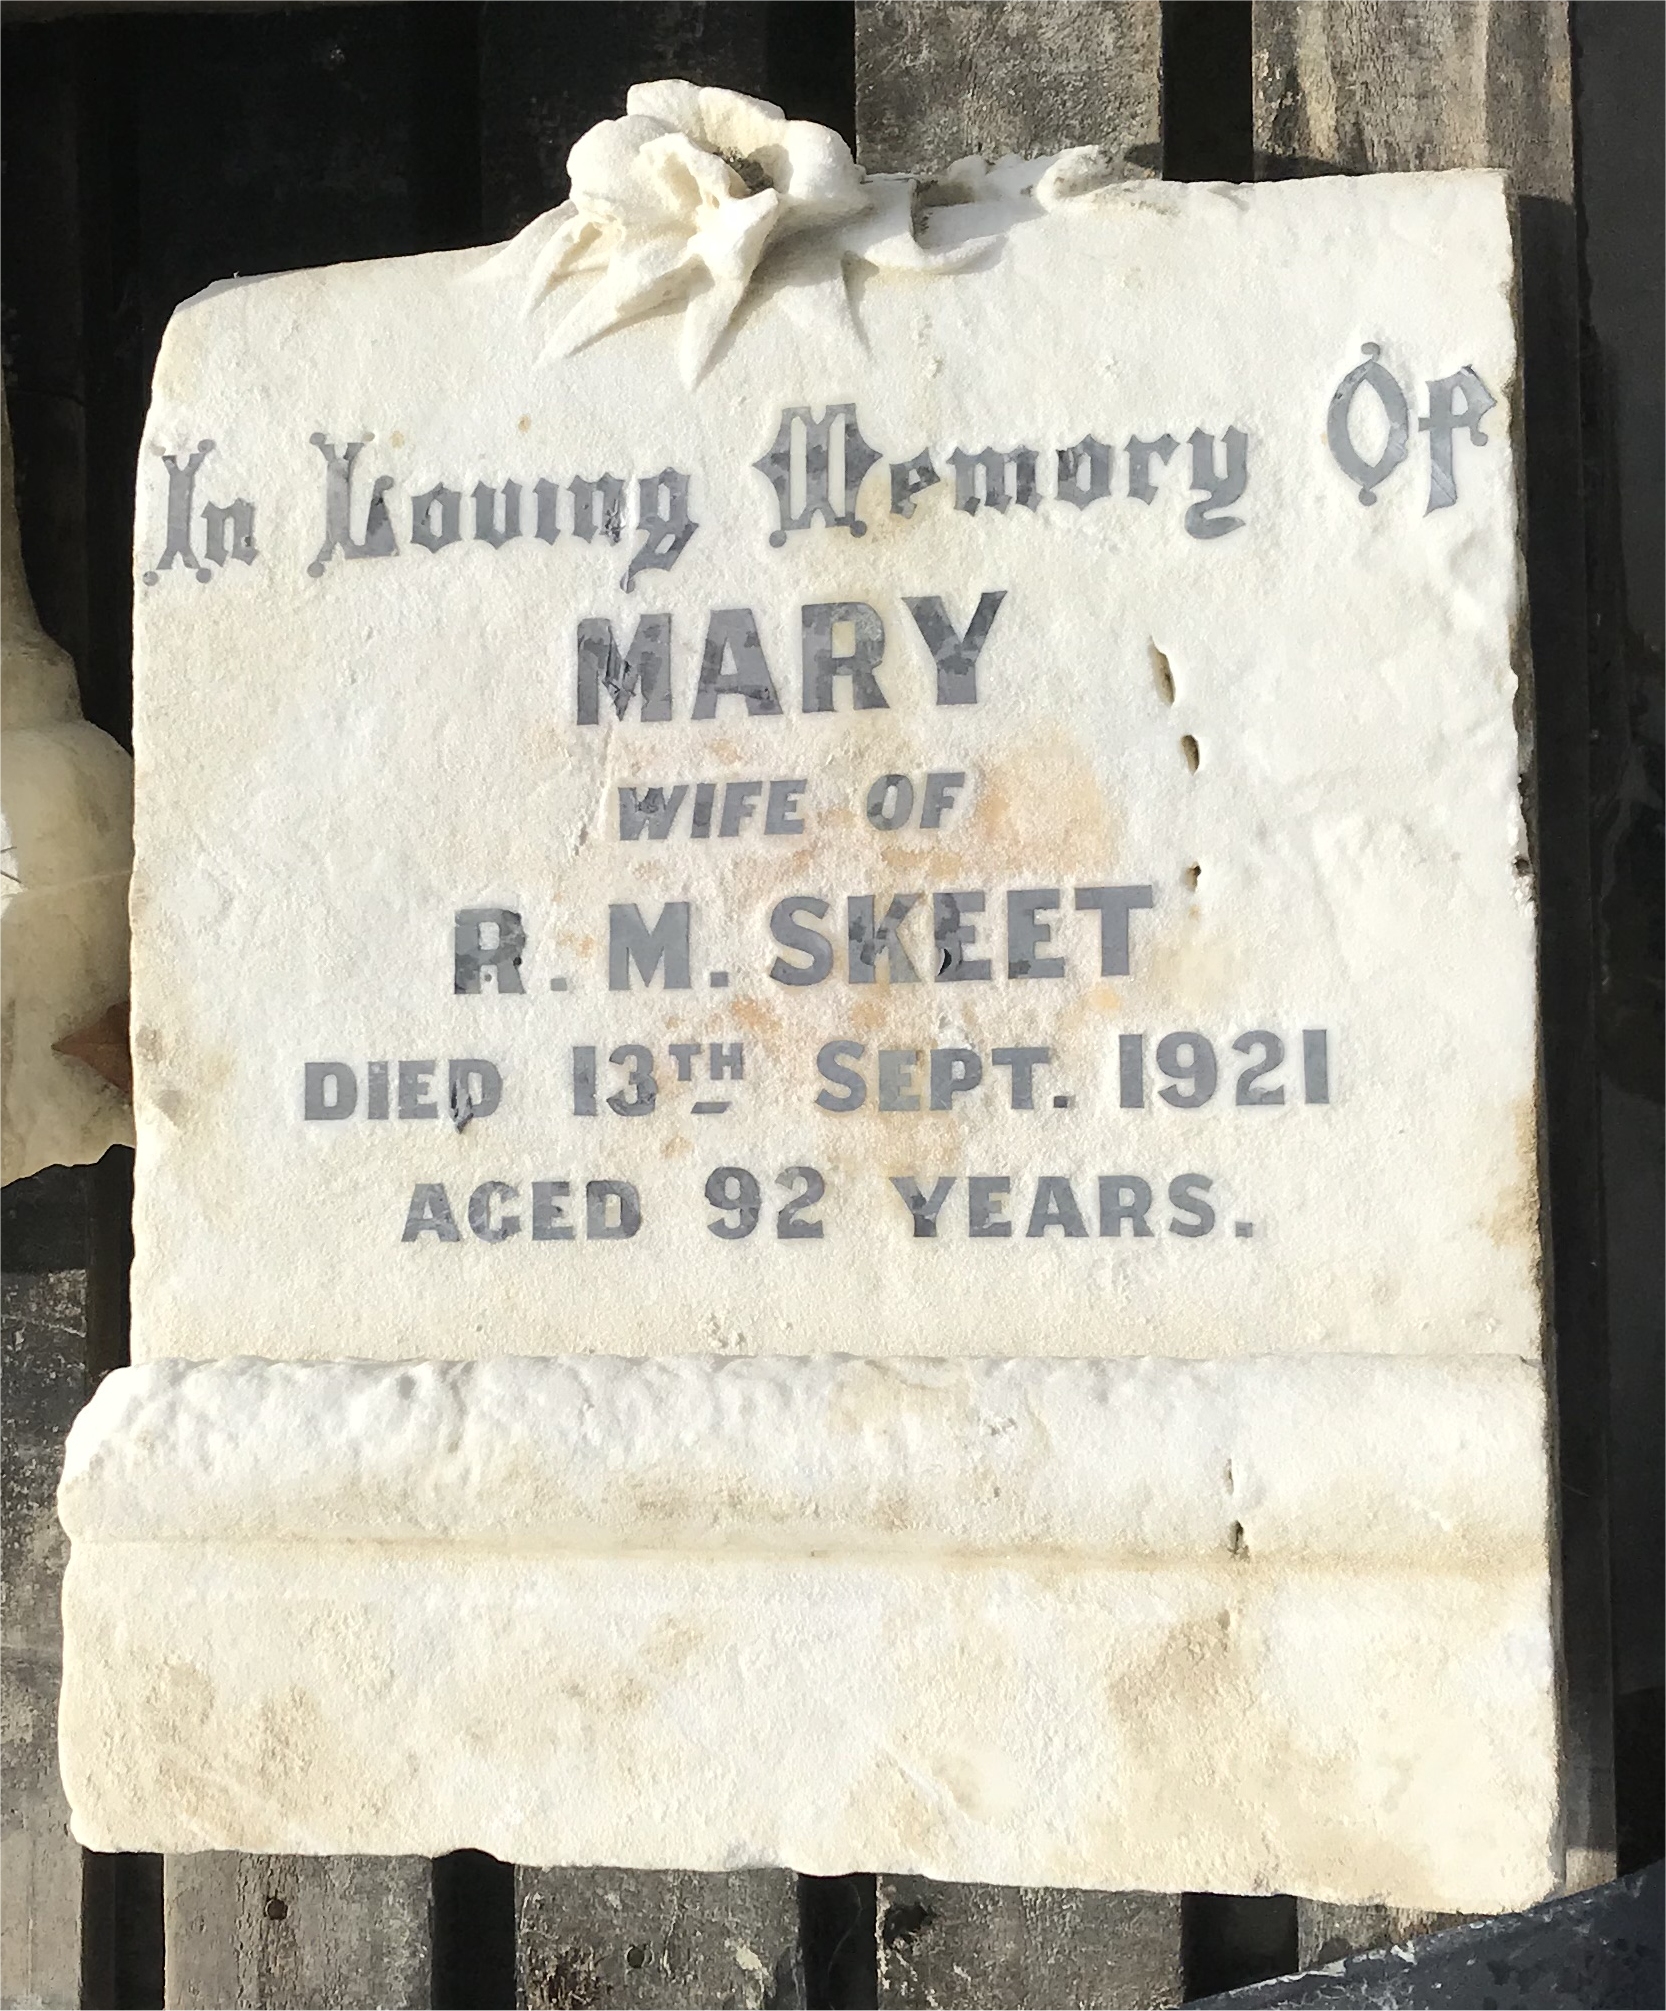 In Loving Memory Of
MARY
WIFE OF
R. M. SKEET
DIED 13TH SEPT. 1921
AGED 92 YEARS.